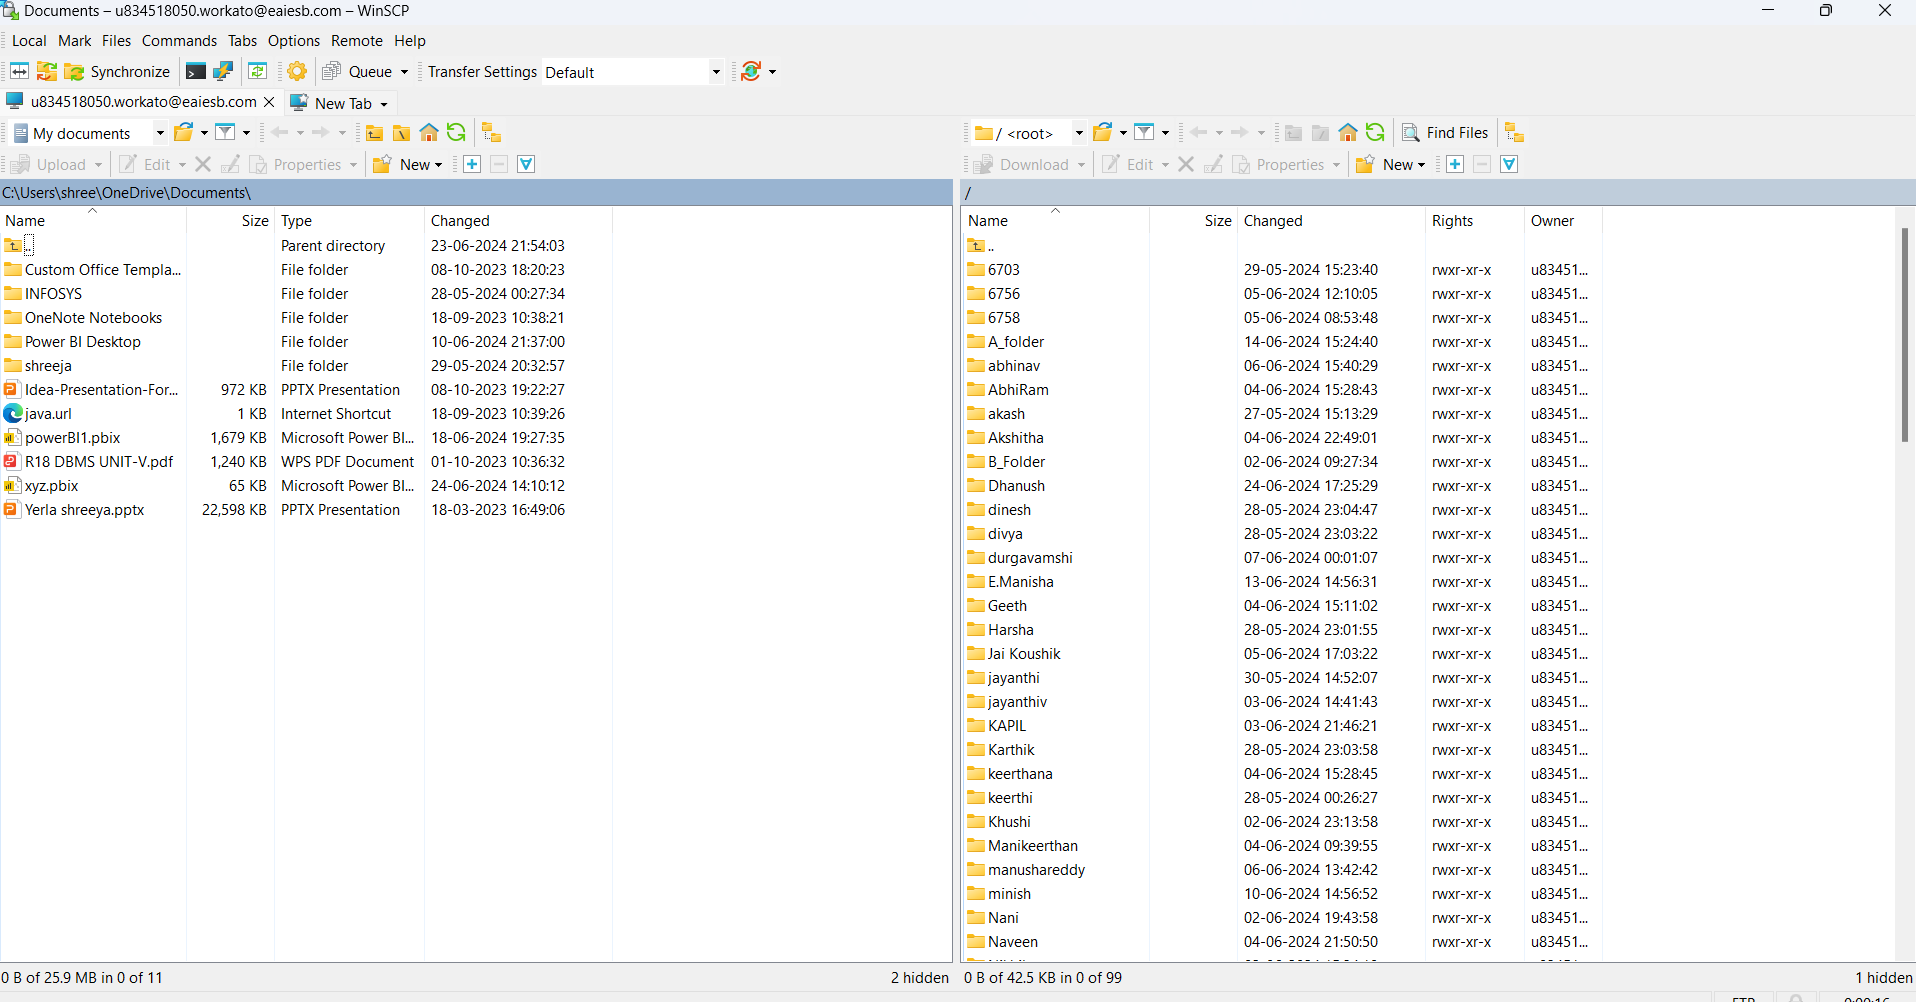 Documents – u834518050.workato@eaiesb.com – WinSCP
Local Mark Files Commands Tabs Options Remote Help
Synchronize Queue Transfer Settings Default
u834518050.workato@eaiesb.com New Tab
My documents / <root> Find Files
Upload Edit Properties New Download Edit Properties New
C:\Users\shree\OneDrive\Documents\ /
Name Size Type Changed
.. Parent directory 23-06-2024 21:54:03
Custom Office Templa... File folder 08-10-2023 18:20:23
INFOSYS File folder 28-05-2024 00:27:34
OneNote Notebooks File folder 18-09-2023 10:38:21
Power BI Desktop File folder 10-06-2024 21:37:00
shreeja File folder 29-05-2024 20:32:57
Idea-Presentation-For... 972 KB PPTX Presentation 08-10-2023 19:22:27
java.url 1 KB Internet Shortcut 18-09-2023 10:39:26
powerBI1.pbix 1,679 KB Microsoft Power BI... 18-06-2024 19:27:35
R18 DBMS UNIT-V.pdf 1,240 KB WPS PDF Document 01-10-2023 10:36:32
xyz.pbix 65 KB Microsoft Power BI... 24-06-2024 14:10:12
Yerla shreeya.pptx 22,598 KB PPTX Presentation 18-03-2023 16:49:06
Name Size Changed Rights Owner
..
6703 29-05-2024 15:23:40 rwxr-xr-x u83451...
6756 05-06-2024 12:10:05 rwxr-xr-x u83451...
6758 05-06-2024 08:53:48 rwxr-xr-x u83451...
A_folder 14-06-2024 15:24:40 rwxr-xr-x u83451...
abhinav 06-06-2024 15:40:29 rwxr-xr-x u83451...
AbhiRam 04-06-2024 15:28:43 rwxr-xr-x u83451...
akash 27-05-2024 15:13:29 rwxr-xr-x u83451...
Akshitha 04-06-2024 22:49:01 rwxr-xr-x u83451...
B_Folder 02-06-2024 09:27:34 rwxr-xr-x u83451...
Dhanush 24-06-2024 17:25:29 rwxr-xr-x u83451...
dinesh 28-05-2024 23:04:47 rwxr-xr-x u83451...
divya 28-05-2024 23:03:22 rwxr-xr-x u83451...
durgavamshi 07-06-2024 00:01:07 rwxr-xr-x u83451...
E.Manisha 13-06-2024 14:56:31 rwxr-xr-x u83451...
Geeth 04-06-2024 15:11:02 rwxr-xr-x u83451...
Harsha 28-05-2024 23:01:55 rwxr-xr-x u83451...
Jai Koushik 05-06-2024 17:03:22 rwxr-xr-x u83451...
jayanthi 30-05-2024 14:52:07 rwxr-xr-x u83451...
jayanthiv 03-06-2024 14:41:43 rwxr-xr-x u83451...
KAPIL 03-06-2024 21:46:21 rwxr-xr-x u83451...
Karthik 28-05-2024 23:03:58 rwxr-xr-x u83451...
keerthana 04-06-2024 15:28:45 rwxr-xr-x u83451...
keerthi 28-05-2024 00:26:27 rwxr-xr-x u83451...
Khushi 02-06-2024 23:13:58 rwxr-xr-x u83451...
Manikeerthan 04-06-2024 09:39:55 rwxr-xr-x u83451...
manushareddy 06-06-2024 13:42:42 rwxr-xr-x u83451...
minish 10-06-2024 14:56:52 rwxr-xr-x u83451...
Nani 02-06-2024 19:43:58 rwxr-xr-x u83451...
Naveen 04-06-2024 21:50:50 rwxr-xr-x u83451...
0 B of 25.9 MB in 0 of 11 2 hidden 0 B of 42.5 KB in 0 of 99 1 hidden